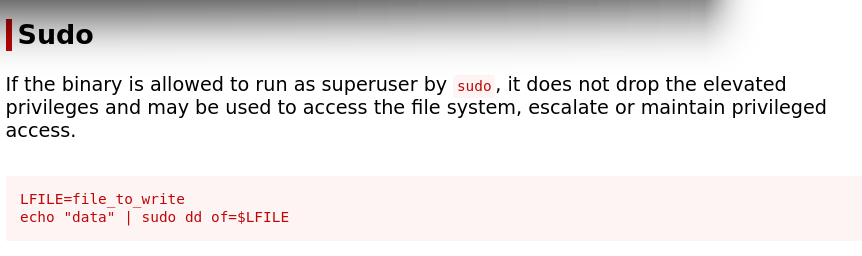 Sudo
If the binary is allowed to run as superuser by sudo, it does not drop the elevated
privileges and may be used to access the file system, escalate or maintain privileged
access.
LFILE=file_to_write
echo "data" | sudo dd of=$LFILE